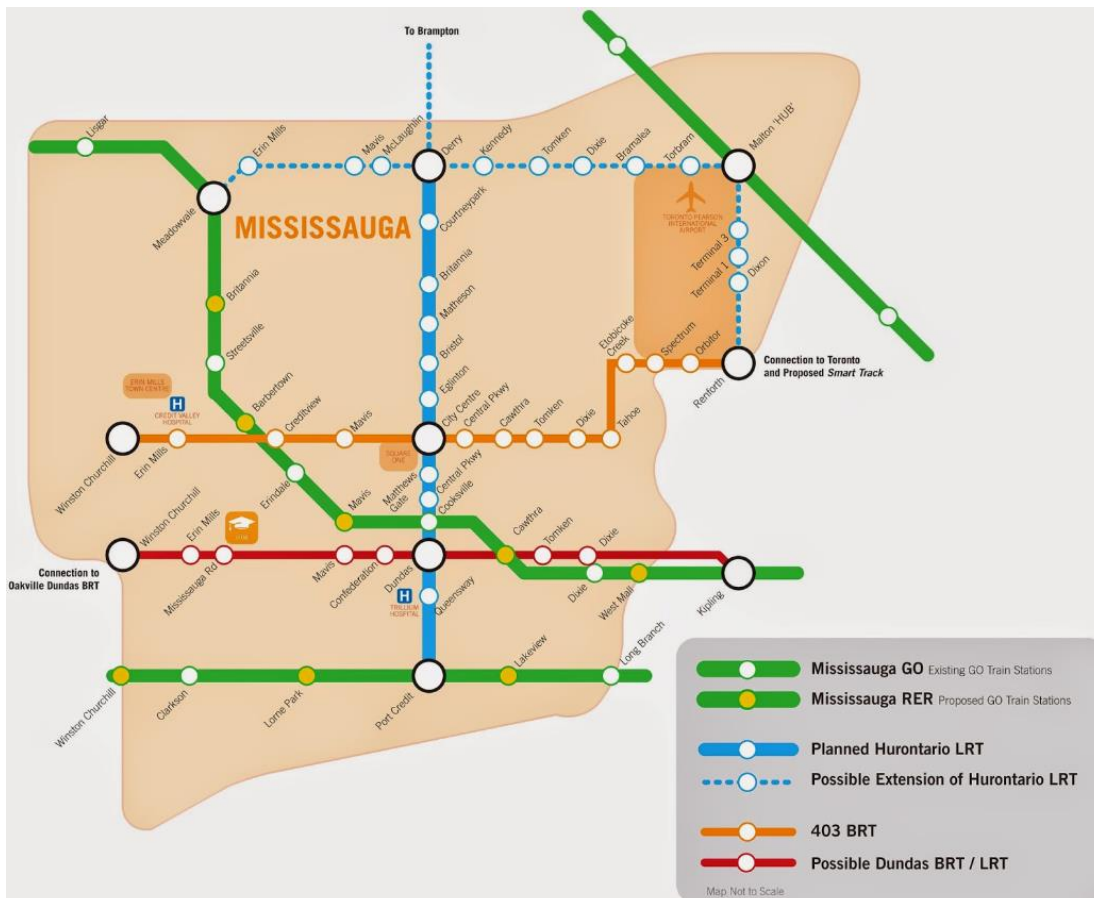 To Brampton
Lisgar
Erin Mills
Mavis
McLaughlin
Derry
Kennedy
Tomken
Dixie
Bramalea
Torbram
Malton 'HUB'
Meadowvale
MISSISSAUGA
Courtneypark
TORONTO PEARSON
INTERNATIONAL
AIRPORT
Terminal 3
Terminal 1
Dixon
Britannia
Britannia
Matheson
Streetsville
Bristol
Etobicoke
Creek
Spectrum
Orbitor
Renforth
Connection to Toronto
and Proposed Smart Track
ERIN MILLS
TOWN CENTRE
H
CREDIT VALLEY
HOSPITAL
Barbertown
Eglinton
Winston Churchill
Erin Mills
Creditview
Mavis
City Centre
Central Pkwy
Cawthra
Tomken
Dixie
Tahoe
SQUARE
ONE
Erindale
Matthews
Gate
Central Pkwy
Mavis
Cooksville
Winston Churchill
Erin Mills
Mississauga Rd
Mavis
Confederation
Dundas
Cawthra
Tomken
Dixie
Connection to
Oakville Dundas BRT
Dixie
West Mall
Kipling
H
TRILLIUM
HOSPITAL
Queensway
Winston Churchill
Clarkson
Lorne Park
Port Credit
Lakeview
Long Branch
Mississauga GO Existing GO Train Stations
Mississauga RER Proposed GO Train Stations
Planned Hurontario LRT
Possible Extension of Hurontario LRT
403 BRT
Possible Dundas BRT / LRT
Map Not to Scale